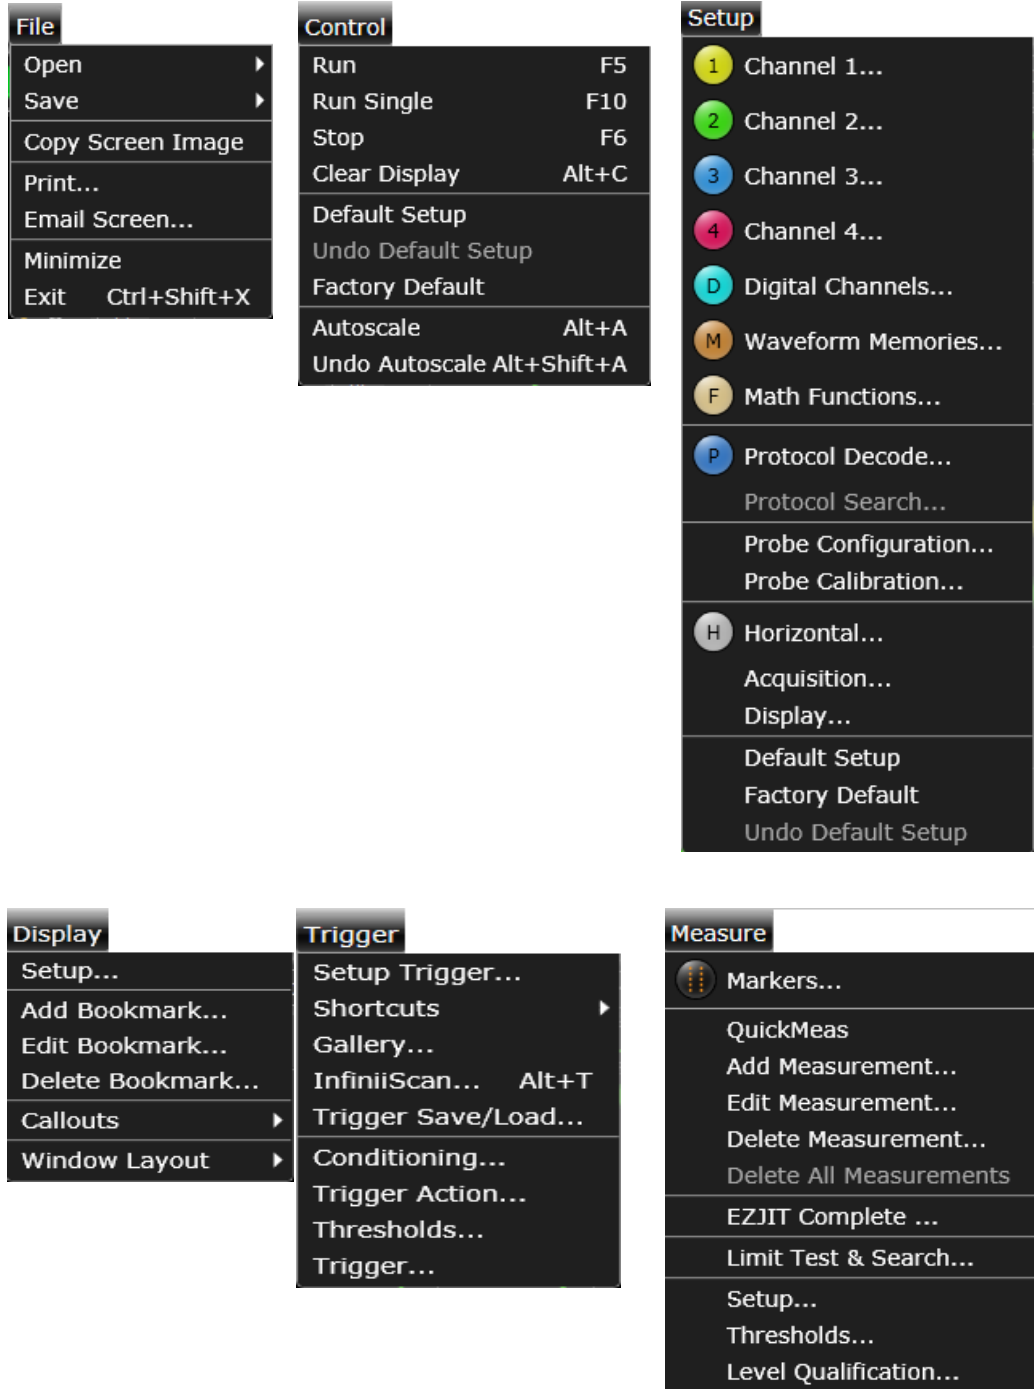 File
Open
Save
Copy Screen Image
Print...
Email Screen...
Minimize
Exit Ctrl+Shift+X
Control
Run F5
Run Single F10
Stop F6
Clear Display Alt+C
Default Setup
Undo Default Setup
Factory Default
Autoscale Alt+A
Undo Autoscale Alt+Shift+A
Setup
1 Channel 1...
2 Channel 2...
3 Channel 3...
4 Channel 4...
D Digital Channels...
M Waveform Memories...
F Math Functions...
P Protocol Decode...
Protocol Search...
Probe Configuration...
Probe Calibration...
H Horizontal...
Acquisition...
Display...
Default Setup
Factory Default
Undo Default Setup
Display
Setup...
Add Bookmark...
Edit Bookmark...
Delete Bookmark...
Callouts
Window Layout
Trigger
Setup Trigger...
Shortcuts
Gallery...
InfiniiScan... Alt+T
Trigger Save/Load...
Conditioning...
Trigger Action...
Thresholds...
Trigger...
Measure
Markers...
QuickMeas
Add Measurement...
Edit Measurement...
Delete Measurement...
Delete All Measurements
EZJIT Complete ...
Limit Test & Search...
Setup...
Thresholds...
Level Qualification...